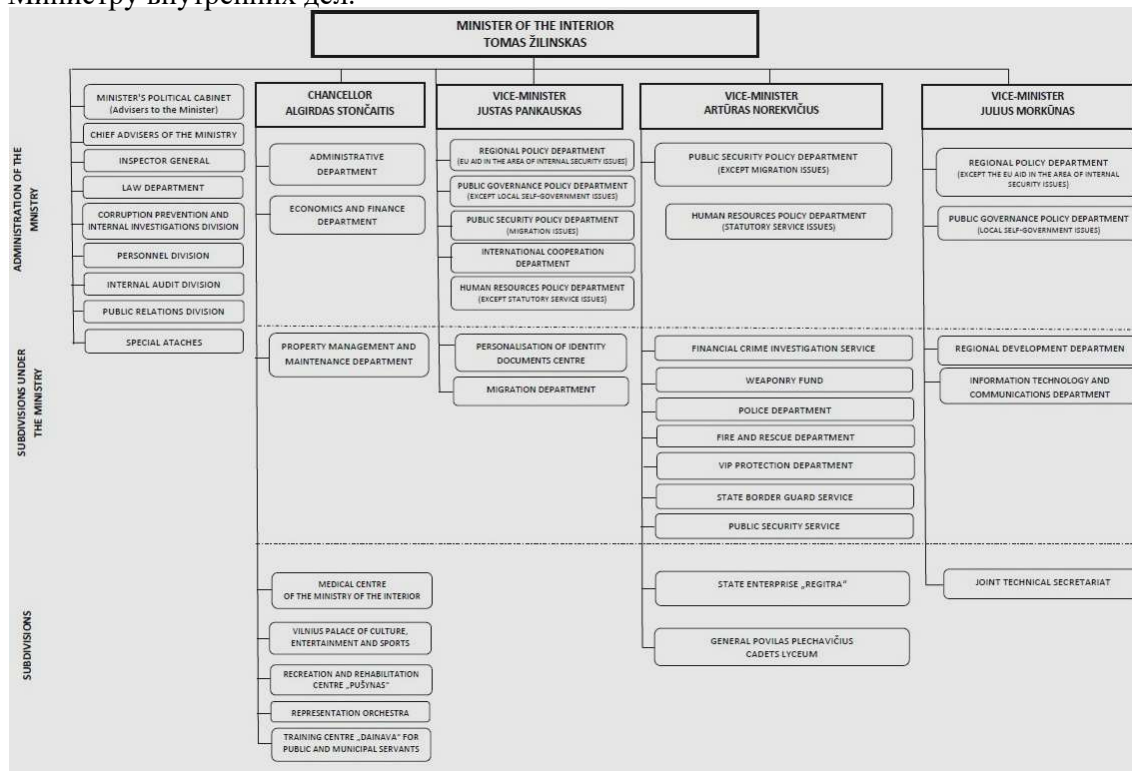 Министру внутренних дел.
MINISTER OF THE INTERIOR
TOMAS ŽILINSKAS
ADMINISTRATION OF THE
MNISTRY
MINISTER'S POLITICAL CABINET
(Advisers to the Minister)
CHIEF ADVISERS OF THE MINISTRY
INSPECTOR GENERAL
LAW DEPARTMENT
CORRUPTION PREVENTION AND
INTERNAL INVESTIGATIONS DIVISION
PERSONNEL DIVISION
INTERNAL AUDIT DIVISION
PUBLIC RELATIONS DIVISION
SPECIAL ATACHES
CHANCELLOR
ALGIRDAS STONČAITIS
ADMINISTRATIVE
DEPARTMENT
ECONOMICS AND FINANCE
DEPARTMENT
VICE-MINISTER
JUSTAS PANKAUSKAS
REGIONAL POLICY DEPARTMENT
(EU AID IN THE AREA OF INTERNAL SECURITY ISSUES)
PUBLIC GOVERNANCE POLICY DEPARTMENT
(EXCEPT LOCAL SELF-GOVERNMENT ISSUES)
PUBLIC SECURITY POLICY DEPARTMENT
(MIGRATION ISSUES)
INTERNATIONAL COOPERATION
DEPARTMENT
HUMAN RESOURCES POLICY DEPARTMENT
(EXCEPT STATUTORY SERVICE ISSUES)
VICE-MINISTER
ARTŪRAS NOREKVIČIUS
PUBLIC SECURITY POLICY DEPARTMENT
(EXCEPT MIGRATION ISSUES)
HUMAN RESOURCES POLICY DEPARTMENT
(STATUTORY SERVICE ISSUES)
VICE-MINISTER
JULIUS MORKŪNAS
REGIONAL POLICY DEPARTMENT
(EXCEPT THE EU AID IN THE AREA OF INTERNAL
SECURITY ISSUES)
PUBLIC GOVERNANCE POLICY DEPARTMENT
(LOCAL SELF-GOVERNMENT ISSUES)
SUBDIVISIONS UNDER
THE MINISTRY
PROPERTY MANAGEMENT AND
MAINTENANCE DEPARTMENT
PERSONALISATION OF IDENTITY
DOCUMENTS CENTRE
MIGRATION DEPARTMENT
FINANCIAL CRIME INVESTIGATION SERVICE
WEAPONRY FUND
POLICE DEPARTMENT
FIRE AND RESCUE DEPARTMENT
VIP PROTECTION DEPARTMENT
STATE BORDER GUARD SERVICE
PUBLIC SECURITY SERVICE
REGIONAL DEVELOPMENT DEPARTMEN
INFORMATION TECHNOLOGY AND
COMMUNICATIONS DEPARTMENT
SUBDIVISIONS
MEDICAL CENTRE
OF THE MINISTRY OF THE INTERIOR
VILNIUS PALACE OF CULTURE,
ENTERTAINMENT AND SPORTS
RECREATION AND REHABILITATION
CENTRE „PUŠYNAS"
REPRESENTATION ORCHESTRA
TRAINING CENTRE „DAINAVA" FOR
PUBLIC AND MUNICIPAL SERVANTS
STATE ENTERPRISE „REGITRA"
GENERAL POVILAS PLECHAVIČIUS
CADETS LYCEUM
JOINT TECHNICAL SECRETARIAT